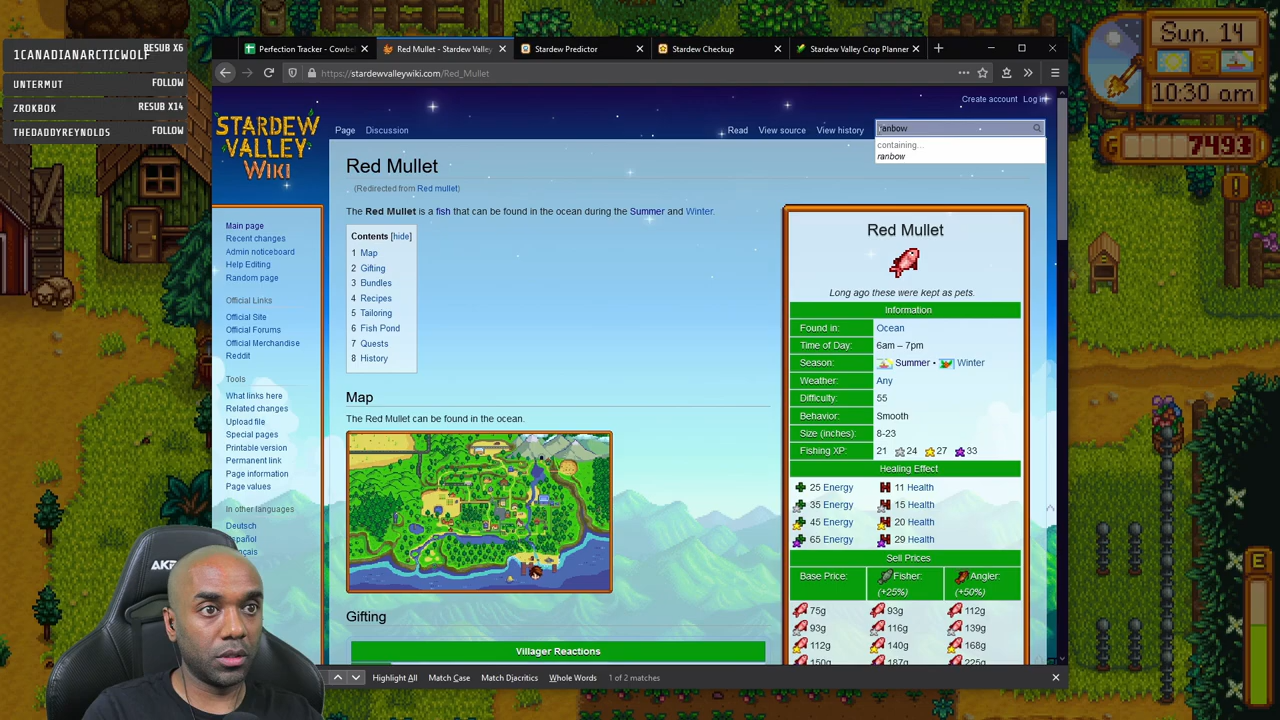 1CANADIANARCTICWOLF RESUB X6
UNTERMUT FOLLOW
ZROKBOK RESUB X14
THEDADDYREYNOLDS FOLLOW
Perfection Tracker - Cowbel
Red Mullet - Stardew Valley
Stardew Predictor
Stardew Checkup
Stardew Valley Crop Planner
https://stardewvalleywiki.com/Red_Mullet
Sun. 14
10:30 am
7493
Create account Log in
STARDEW
VALLEY
WIKI
Page Discussion
Read View source View history
ranbow
containing...
ranbow
Red Mullet
(Redirected from Red mullet)
The Red Mullet is a fish that can be found in the ocean during the Summer and Winter.
Contents [hide]
1 Map
2 Gifting
3 Bundles
4 Recipes
5 Tailoring
6 Fish Pond
7 Quests
8 History
Main page
Recent changes
Admin noticeboard
Help Editing
Random page
Official Links
Official Site
Official Forums
Official Merchandise
Reddit
Tools
What links here
Related changes
Upload file
Special pages
Printable version
Permanent link
Page information
Page values
In other languages
Deutsch
español
Map
The Red Mullet can be found in the ocean.
Gifting
Villager Reactions
Red Mullet
Long ago these were kept as pets.
Information
Found in: Ocean
Time of Day: 6am – 7pm
Season: Summer • Winter
Weather: Any
Difficulty: 55
Behavior: Smooth
Size (inches): 8-23
Fishing XP: 21 24 27 33
Healing Effect
25 Energy 11 Health
35 Energy 15 Health
45 Energy 20 Health
65 Energy 29 Health
Sell Prices
Base Price: Fisher: (+25%) Angler: (+50%)
75g 93g 112g
93g 116g 139g
112g 140g 168g
150g 187g 225g
Highlight All Match Case Match Diacritics Whole Words 1 of 2 matches
E